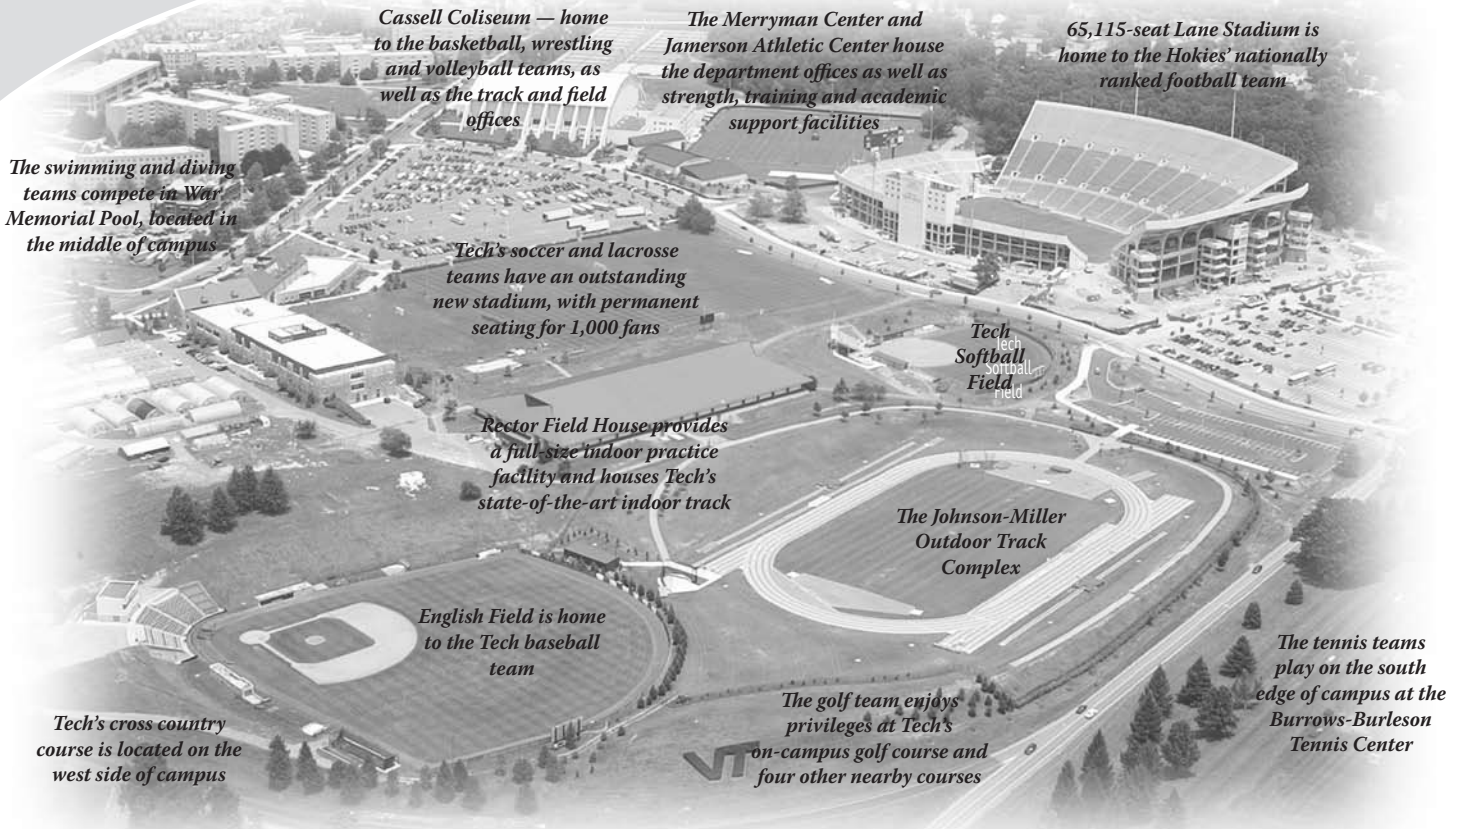 Cassell Coliseum — home
to the basketball, wrestling
and volleyball teams, as
well as the track and field
offices
The Merryman Center and
Jamerson Athletic Center house
the department offices as well as
strength, training and academic
support facilities
65,115-seat Lane Stadium is
home to the Hokies' nationally
ranked football team
The swimming and diving
teams compete in War
Memorial Pool, located in
the middle of campus
Tech's soccer and lacrosse
teams have an outstanding
new stadium, with permanent
seating for 1,000 fans
Tech
Softball
Field
Tech
Softball
Field
Rector Field House provides
a full-size indoor practice
facility and houses Tech's
state-of-the-art indoor track
The Johnson-Miller
Outdoor Track
Complex
English Field is home
to the Tech baseball
team
The tennis teams
play on the south
edge of campus at the
Burrows-Burleson
Tennis Center
The golf team enjoys
privileges at Tech's
on-campus golf course and
four other nearby courses
Tech's cross country
course is located on the
west side of campus
VT